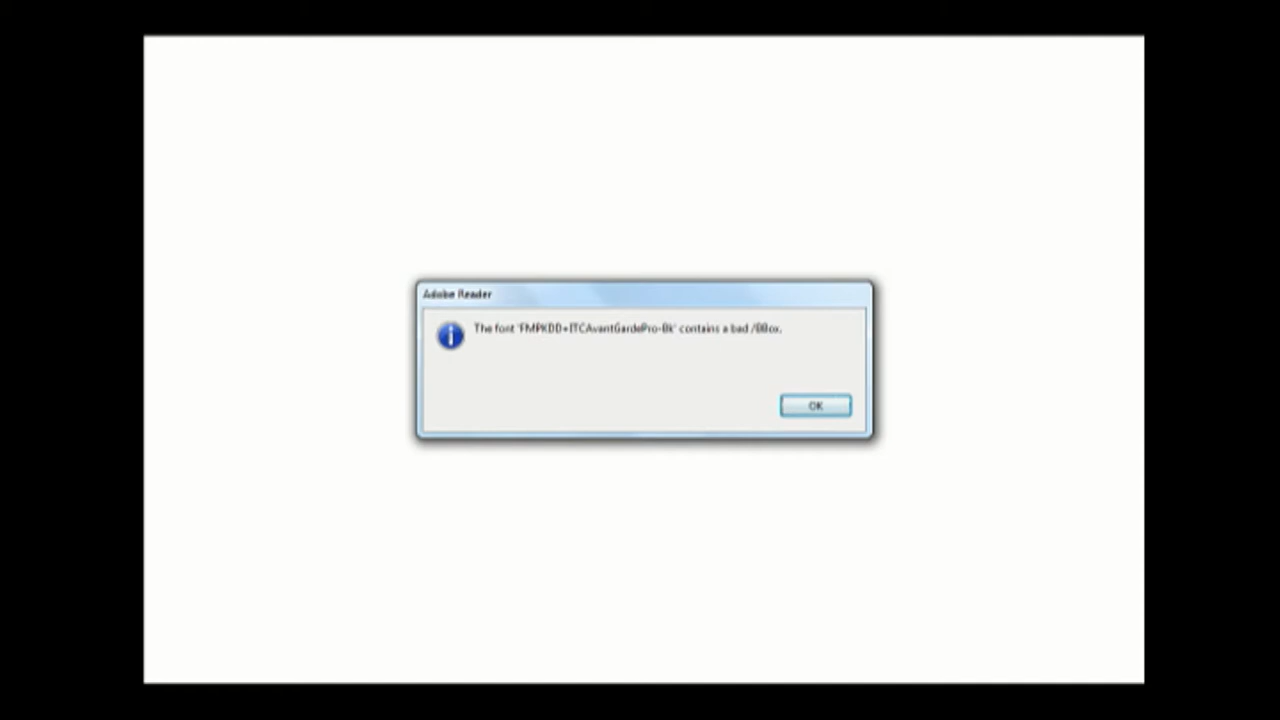 Adobe Reader
The font 'FMPKDD+ITCAvantGardePro-Bk' contains a bad /BBox.
OK